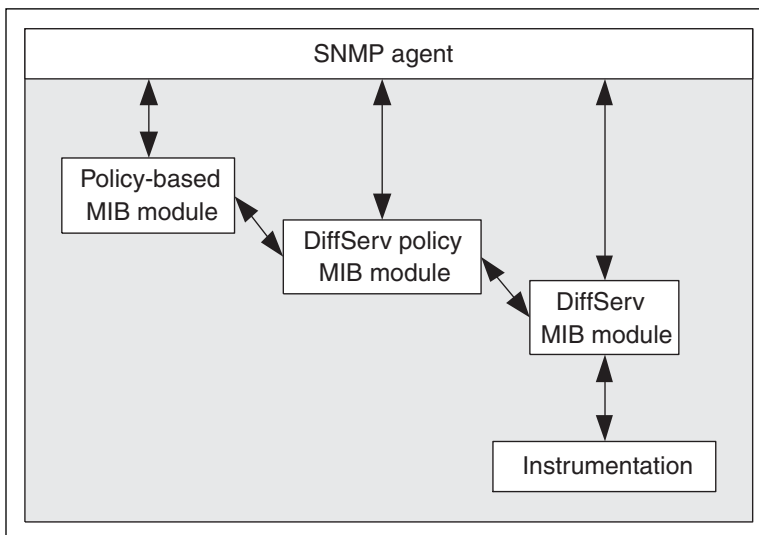 SNMP agent
Policy-based
MIB module
DiffServ policy
MIB module
DiffServ
MIB module
Instrumentation